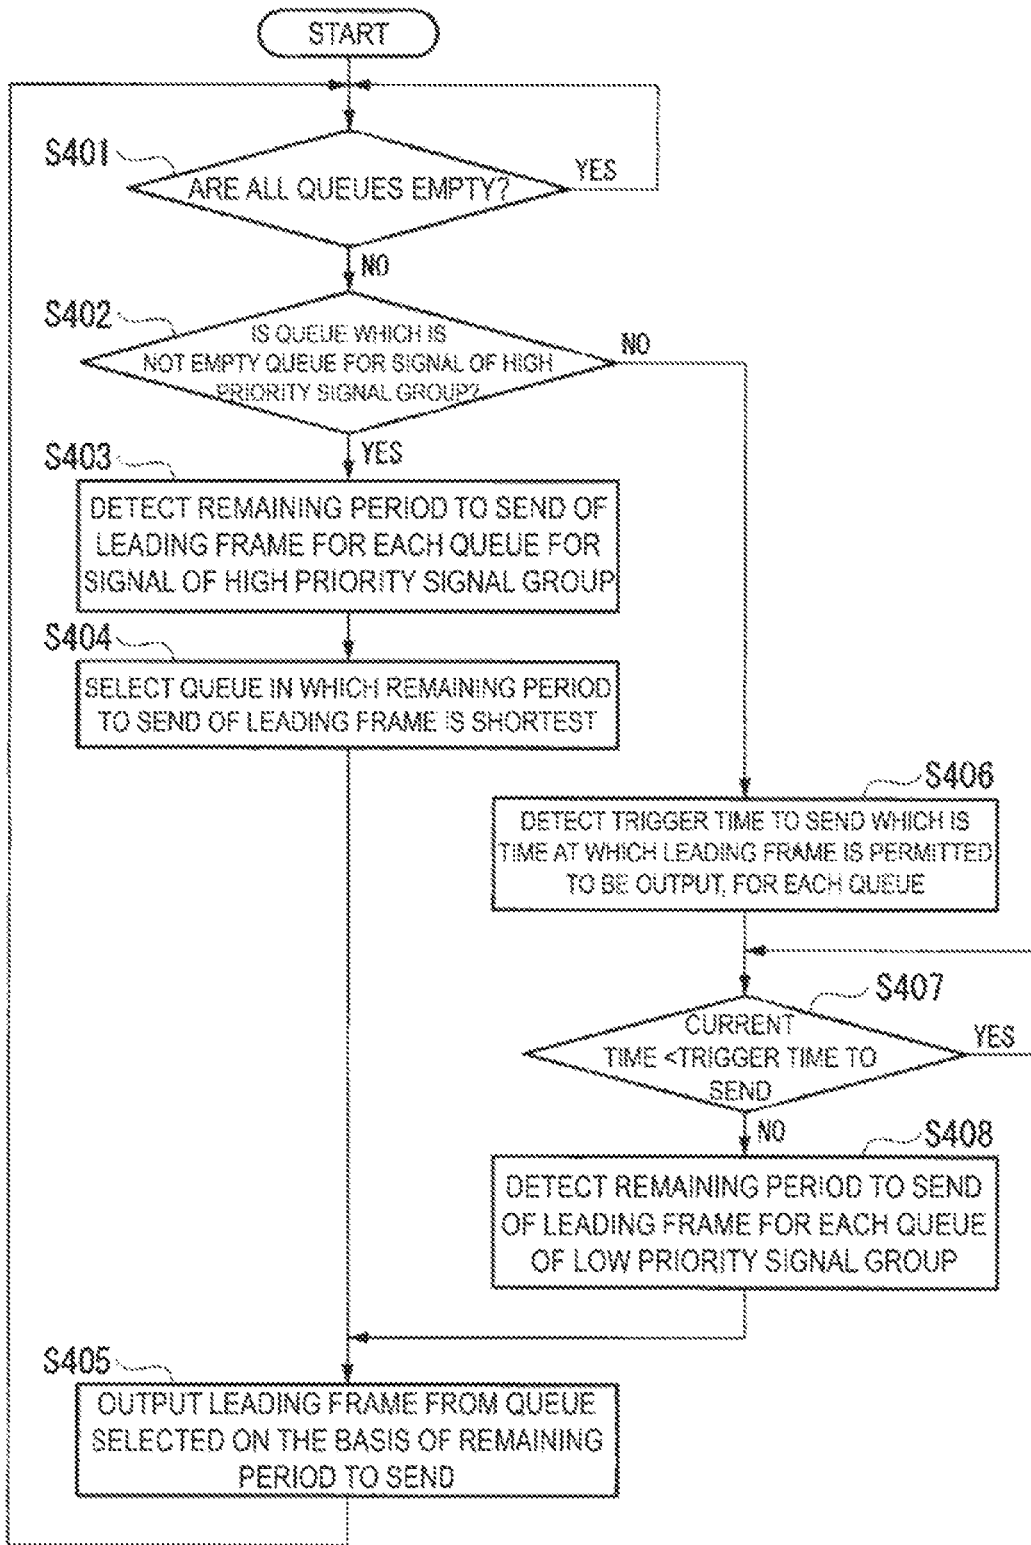 START
S401
ARE ALL QUEUES EMPTY?
YES
NO
S402
IS QUEUE WHICH IS
NOT EMPTY QUEUE FOR SIGNAL OF HIGH
PRIORITY SIGNAL GROUP?
NO
YES
S403
DETECT REMAINING PERIOD TO SEND OF
LEADING FRAME FOR EACH QUEUE FOR
SIGNAL OF HIGH PRIORITY SIGNAL GROUP
S404
SELECT QUEUE IN WHICH REMAINING PERIOD
TO SEND OF LEADING FRAME IS SHORTEST
S406
DETECT TRIGGER TIME TO SEND WHICH IS
TIME AT WHICH LEADING FRAME IS PERMITTED
TO BE OUTPUT, FOR EACH QUEUE
S407
CURRENT
TIME <TRIGGER TIME TO
SEND
YES
NO
S408
DETECT REMAINING PERIOD TO SEND
OF LEADING FRAME FOR EACH QUEUE
OF LOW PRIORITY SIGNAL GROUP
S405
OUTPUT LEADING FRAME FROM QUEUE
SELECTED ON THE BASIS OF REMAINING
PERIOD TO SEND